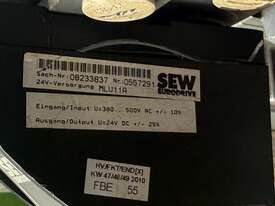 Sach-Nr: 08233837 Nr: 0557291
24V-Versorgung MLU11A
SEW
EURODRIVE
Eingang/Input U=380... 500V AC +/- 10%
Ausgang/Output U=24V DC +/- 25%
HV/FKT/END[X]
KW 47/48/49 2010
FBE 55